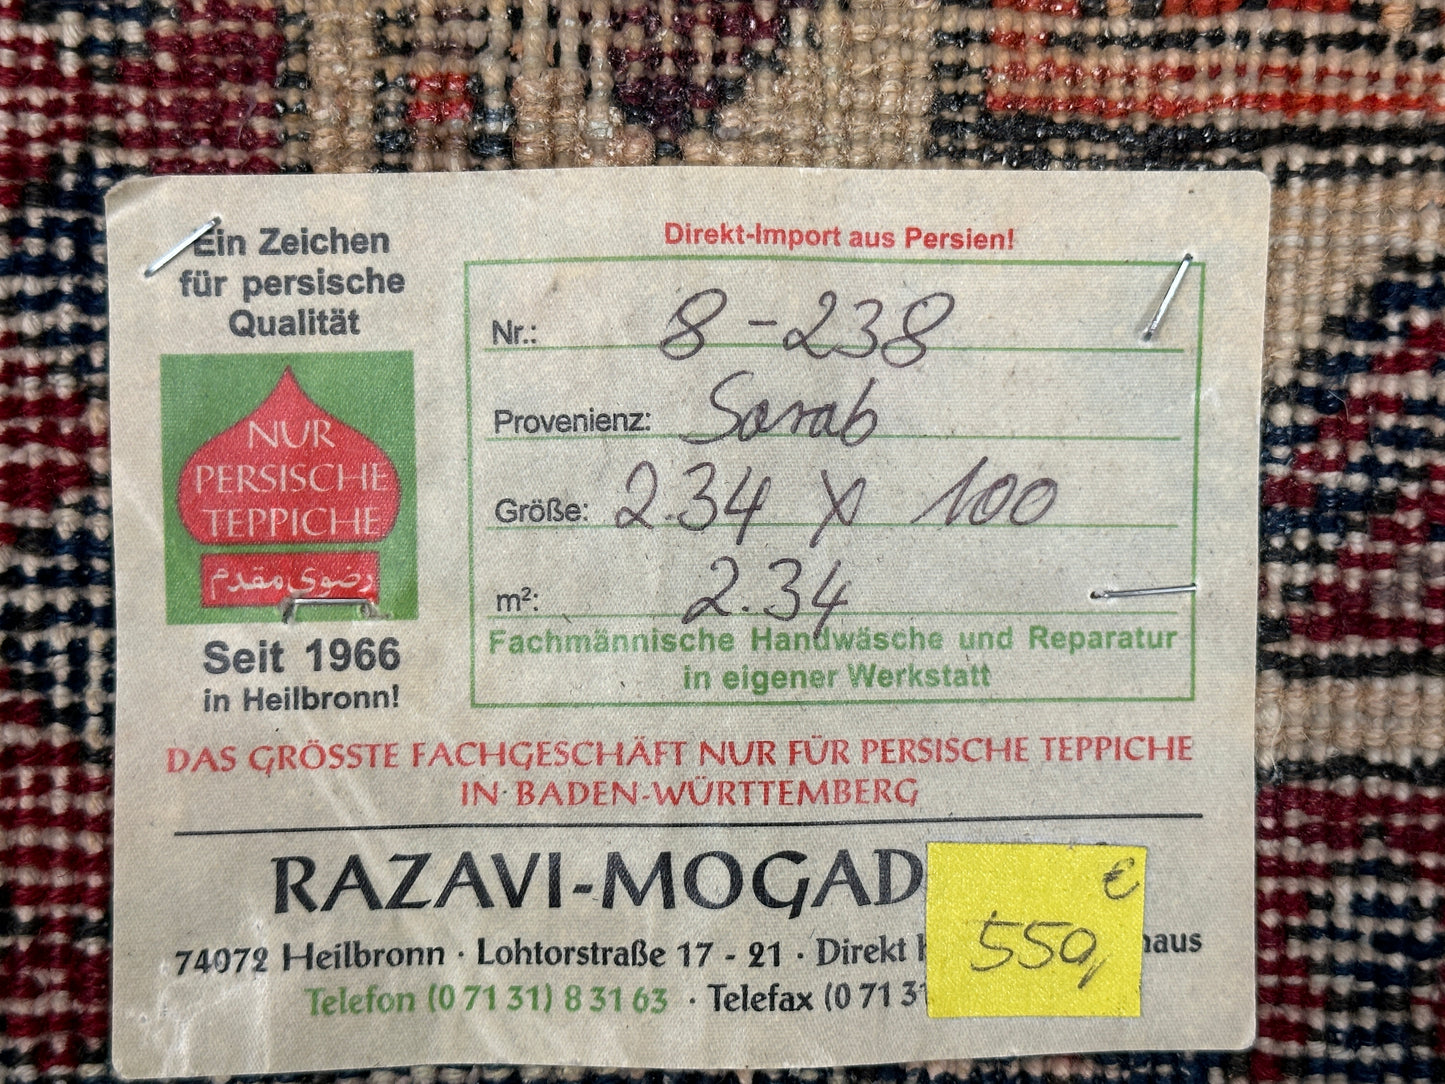 Ein Zeichen
für persische
Qualität
NUR
PERSISCHE
TEPPICHE
رضوی مقدم
Seit 1966
in Heilbronn!
Direkt-Import aus Persien!
Nr.: 8-238
Provenienz: Sarab
Größe: 2.34 x 100
m²: 2.34
Fachmännische Handwäsche und Reparatur
in eigener Werkstatt
DAS GRÖSSTE FACHGESCHÄFT NUR FÜR PERSISCHE TEPPICHE
IN BADEN-WÜRTTEMBERG
RAZAVI-MOGAD
74072 Heilbronn · Lohtorstraße 17 - 21 · Direkt haus
Telefon (0 71 31) 8 31 63 · Telefax (0 71 31
€
550,